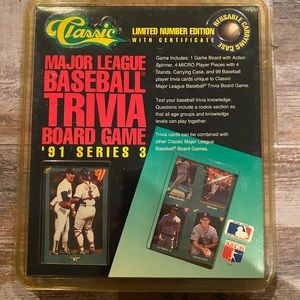 Classic
LIMITED NUMBER EDITION
WITH CERTIFICATE
REUSABLE CARRYING CASE
MAJOR LEAGUE
BASEBALL®
TRIVIA
BOARD GAME
'91 SERIES 3
Game Includes: 1 Game Board with Action
Spinner, 4 MICRO Player Pieces with 4
Stands, Carrying Case, and 99 Baseball
player trivia cards unique to Classic
Major League Baseball® Trivia Board Game.
Test your baseball trivia knowledge.
Questions include a rookie section so
that all age groups and knowledge
levels can play together.
Trivia cards can be combined with
other Classic Major League
Baseball® Board Games.